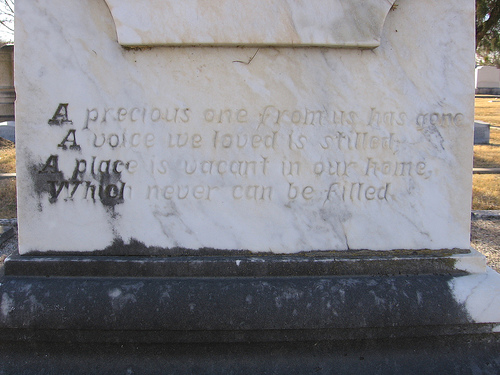 A precious one from us has gone
A voice we loved is stilled;
A place is vacant in our home,
Which never can be filled.